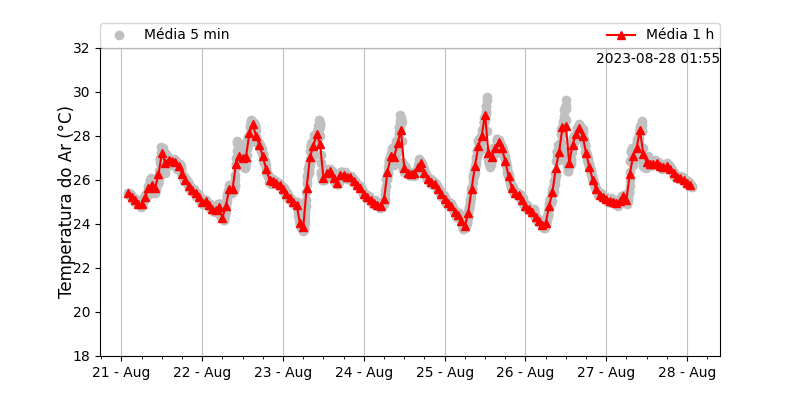 Média 5 min
Média 1 h
2023-08-28 01:55
Temperatura do Ar (°C)
32
30
28
26
24
22
20
18
21 - Aug
22 - Aug
23 - Aug
24 - Aug
25 - Aug
26 - Aug
27 - Aug
28 - Aug